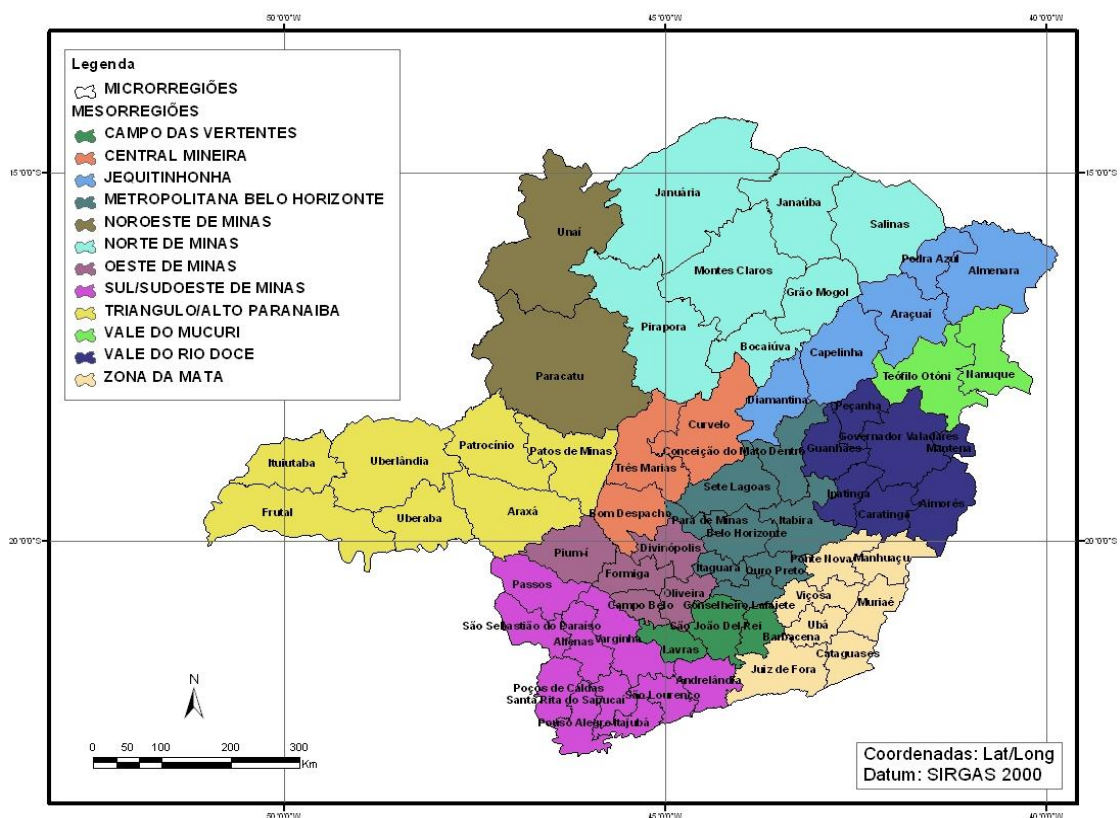 50°0'0"W 45°0'0"W 40°0'0"W
Legenda
MICRORREGIÕES
MESORREGIÕES
CAMPO DAS VERTENTES
CENTRAL MINEIRA
JEQUITINHONHA
METROPOLITANA BELO HORIZONTE
NOROESTE DE MINAS
NORTE DE MINAS
OESTE DE MINAS
SUL/SUDOESTE DE MINAS
TRIANGULO/ALTO PARANAIBA
VALE DO MUCURI
VALE DO RIO DOCE
ZONA DA MATA
15°0'0"S
15°0'0"S
Januária
Janaúba
Salinas
Unaí
Pedra Azul
Almenara
Montes Claros
Grão Mogol
Araçuaí
Pirapora
Bocaiúva
Capelinha
Paracatu
Teófilo Otóni
Nanuque
Diamantina
Peçanha
Curvelo
Governador Valadares
Patrocínio
Patos de Minas
Conceição do Mato Dentro
Guanhães
Mantena
Ituiutaba
Uberlândia
Três Marias
Sete Lagoas
Ipatinga
Aimorés
Frutal
Uberaba
Araxá
Bom Despacho
Pará de Minas
Itabira
Caratinga
Belo Horizonte
20°0'0"S
20°0'0"S
Piumí
Divinópolis
Ponte Nova
Manhuaçu
Formiga
Itaguara
Ouro Preto
Passos
Oliveira
Viçosa
Muriaé
Campo Belo
Conselheiro Lafaiete
São Sebastião do Paraíso
São João Del Rei
Ubá
Alfenas
Varginha
Barbacena
Lavras
Cataguases
Juiz de Fora
Andrelândia
Poços de Caldas
São Lourenço
Santa Rita do Sapucaí
Pouso Alegre
Itajubá
N
0 50 100 200 300
Km
Coordenadas: Lat/Long
Datum: SIRGAS 2000
50°0'0"W 45°0'0"W 40°0'0"W